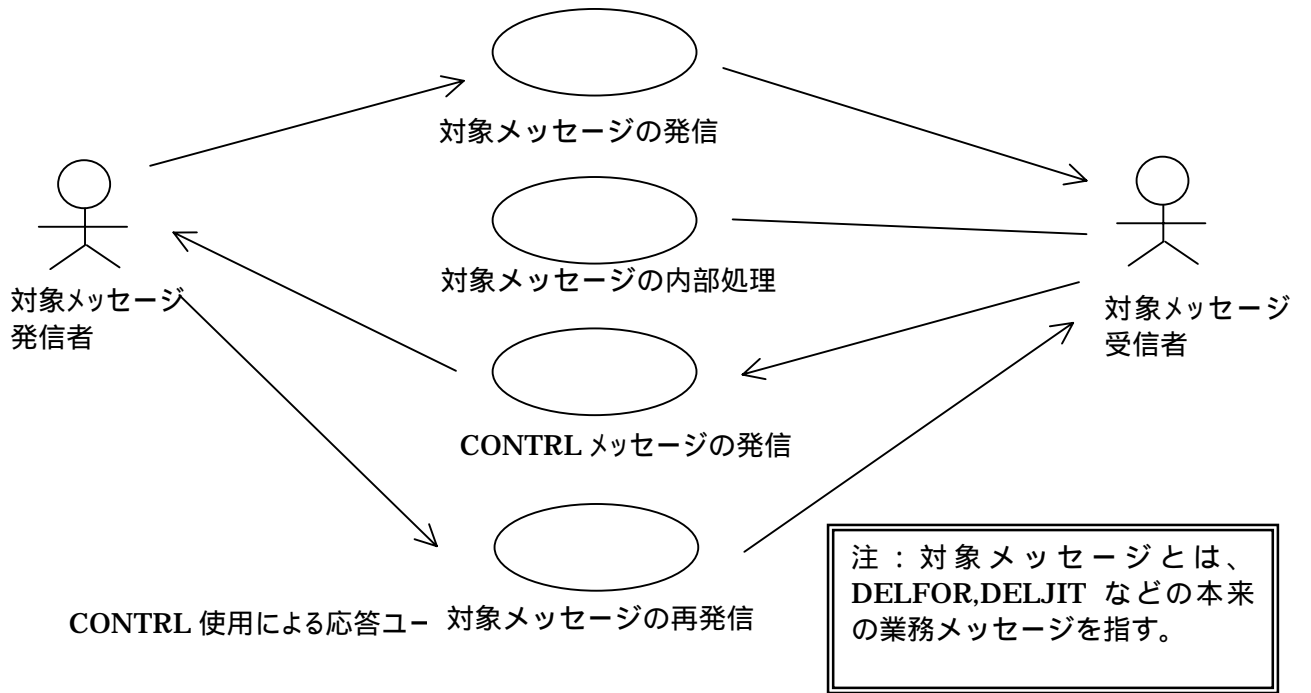 対象メッセージの発信
対象メッセージ
発信者
対象メッセージの内部処理
対象メッセージ
受信者
CONTRL メッセージの発信
CONTRL 使用による応答ユー
対象メッセージの再発信
注：対象メッセージとは、
DELFOR,DELJIT などの本来
の業務メッセージを指す。